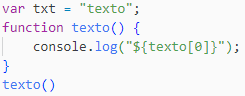 var txt = "texto";
function texto() {
    console.log("${texto[0]}");
}
texto()